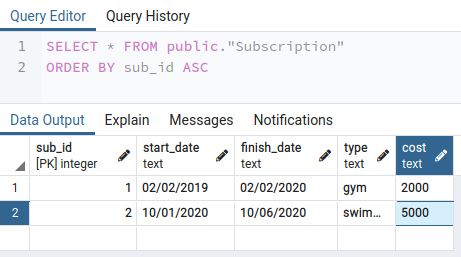 Query Editor Query History
1 SELECT * FROM public."Subscription"
2 ORDER BY sub_id ASC
Data Output Explain Messages Notifications
sub_id start_date finish_date type cost
[PK] integer text text text text
1 1 02/02/2019 02/02/2020 gym 2000
2 2 10/01/2020 10/06/2020 swim... 5000